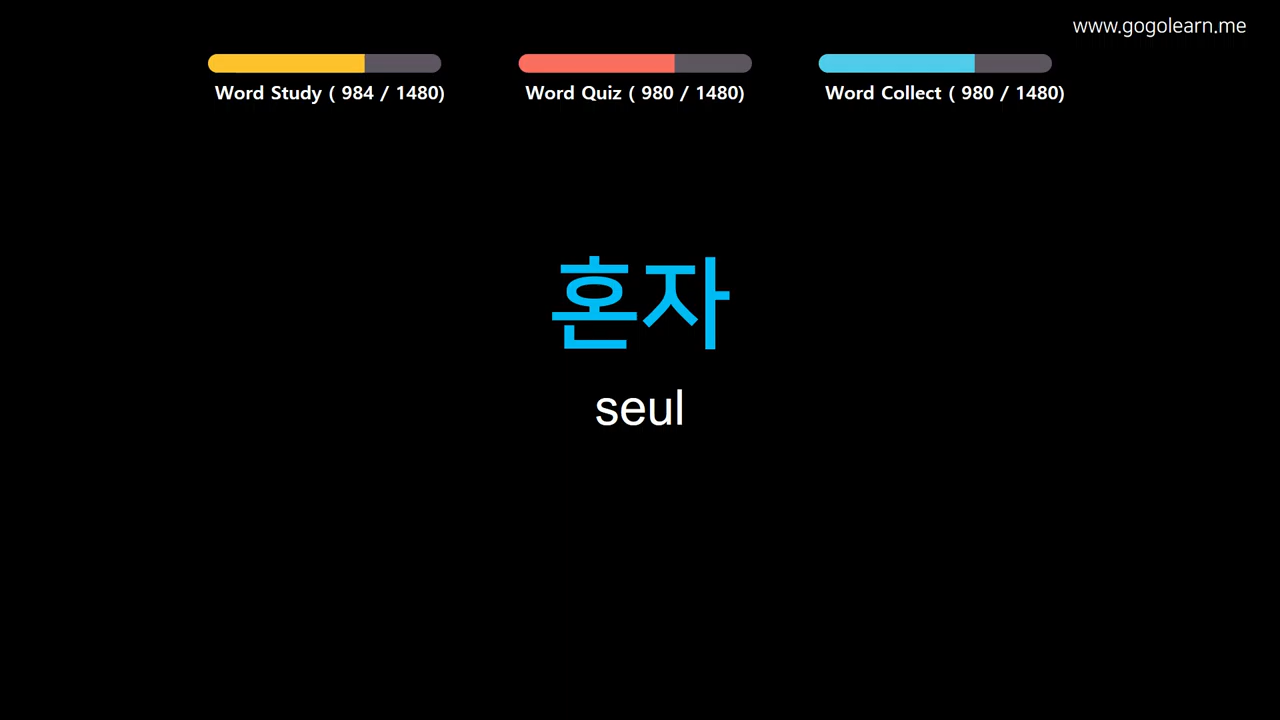 www.gogolearn.me
Word Study ( 984 / 1480)
Word Quiz ( 980 / 1480)
Word Collect ( 980 / 1480)
혼자
seul